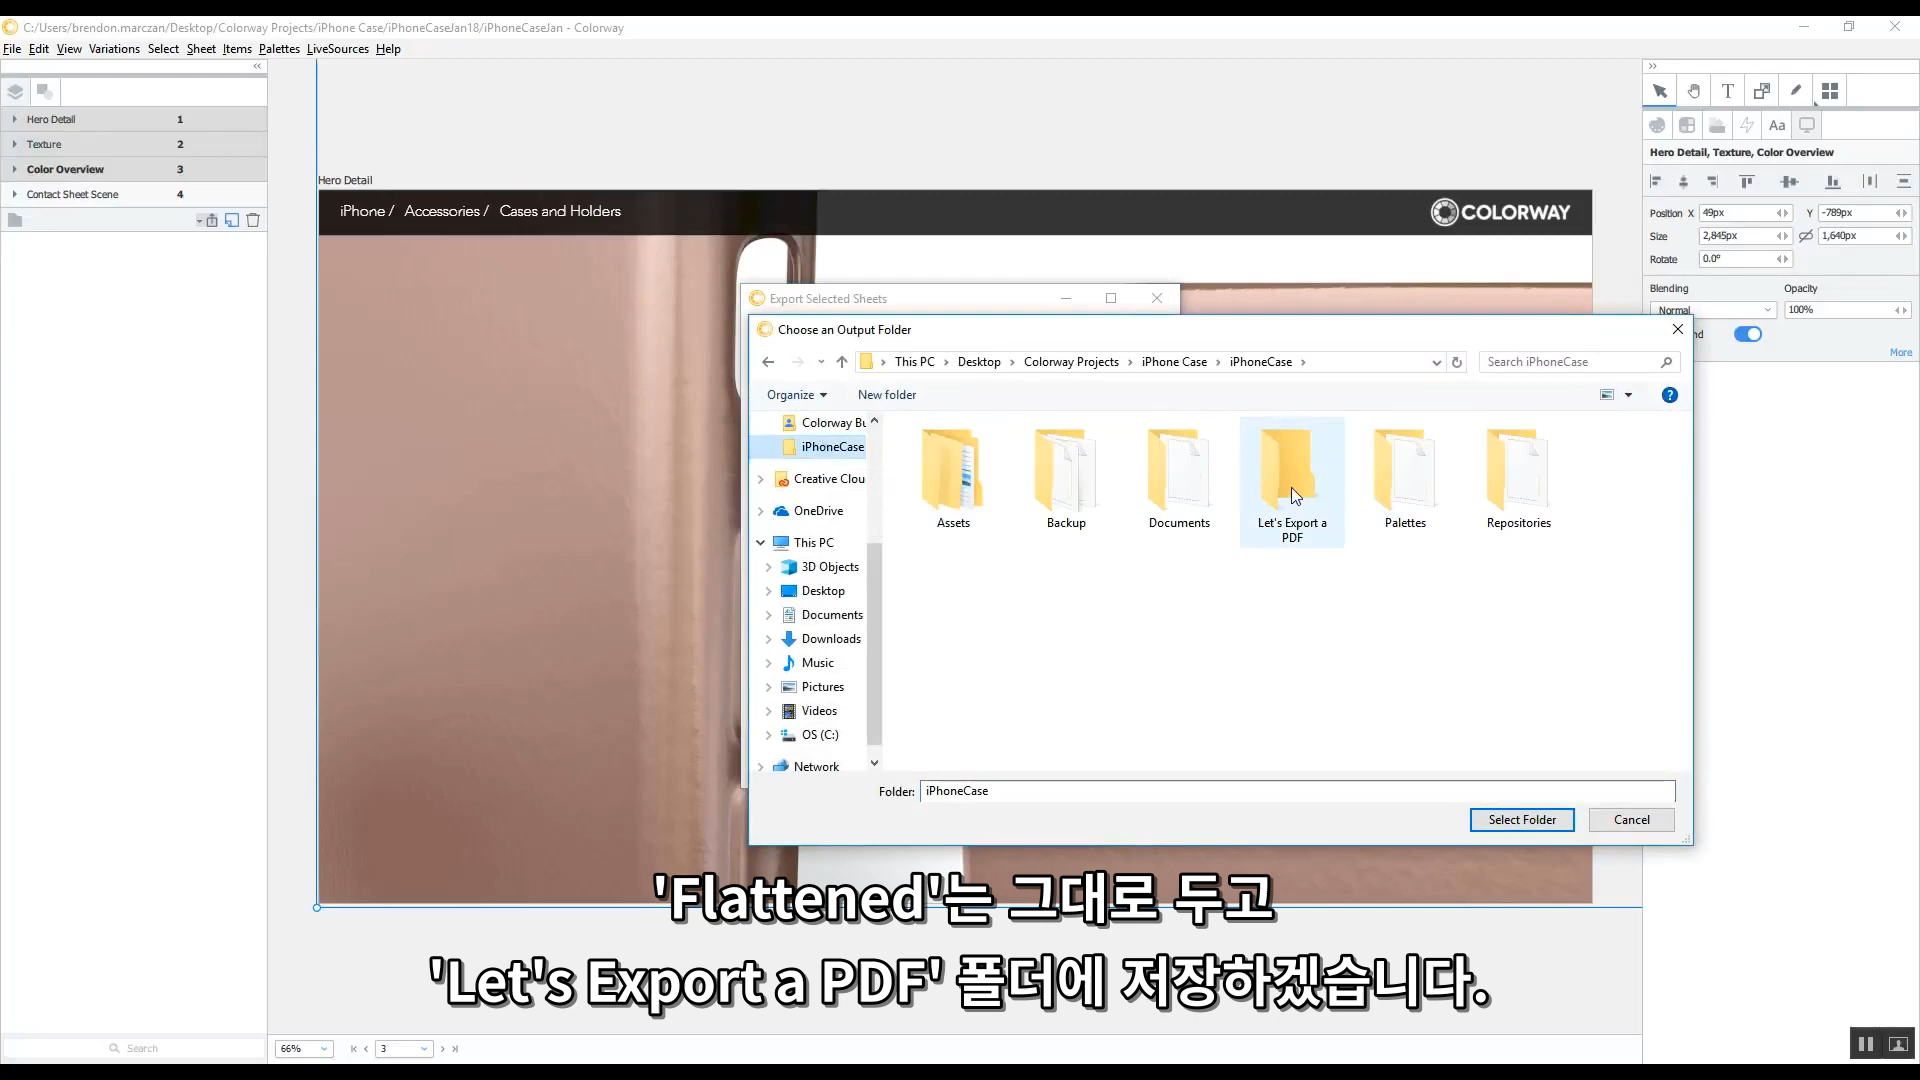 C:/Users/brendon.marczan/Desktop/Colorway Projects/iPhone Case/iPhoneCaseJan18/iPhoneCaseJan - Colorway
File Edit View Variations Select Sheet Items Palettes LiveSources Help
Hero Detail 1
Texture 2
Color Overview 3
Contact Sheet Scene 4
Search
66%
3
Hero Detail
iPhone / Accessories / Cases and Holders
COLORWAY
Export Selected Sheets
Choose an Output Folder
This PC Desktop Colorway Projects iPhone Case iPhoneCase
Search iPhoneCase
Organize New folder
Colorway Bu
iPhoneCase
Creative Clou
OneDrive
This PC
3D Objects
Desktop
Documents
Downloads
Music
Pictures
Videos
OS (C:)
Network
Assets
Backup
Documents
Let's Export a
PDF
Palettes
Repositories
Folder: iPhoneCase
Select Folder Cancel
T
Aa
Hero Detail, Texture, Color Overview
Position X 49px Y -789px
Size 2,845px 1,640px
Rotate 0.0°
Blending Opacity
Normal 100%
More
'Flattened'는 그대로 두고
'Let's Export a PDF' 폴더에 저장하겠습니다.